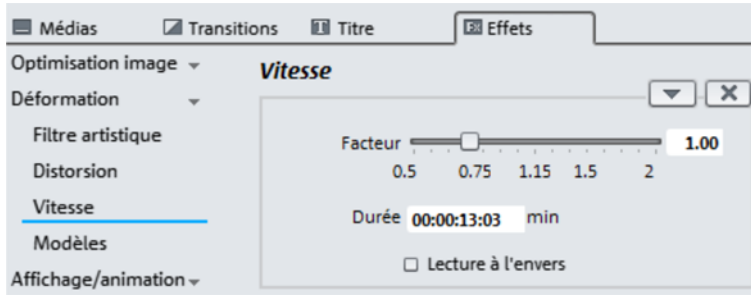 Médias Transitions Titre Effets
Optimisation image
Déformation
Filtre artistique
Distorsion
Vitesse
Modèles
Affichage/animation
Vitesse
Facteur 1.00
0.5 0.75 1.15 1.5 2
Durée 00:00:13:03 min
Lecture à l'envers